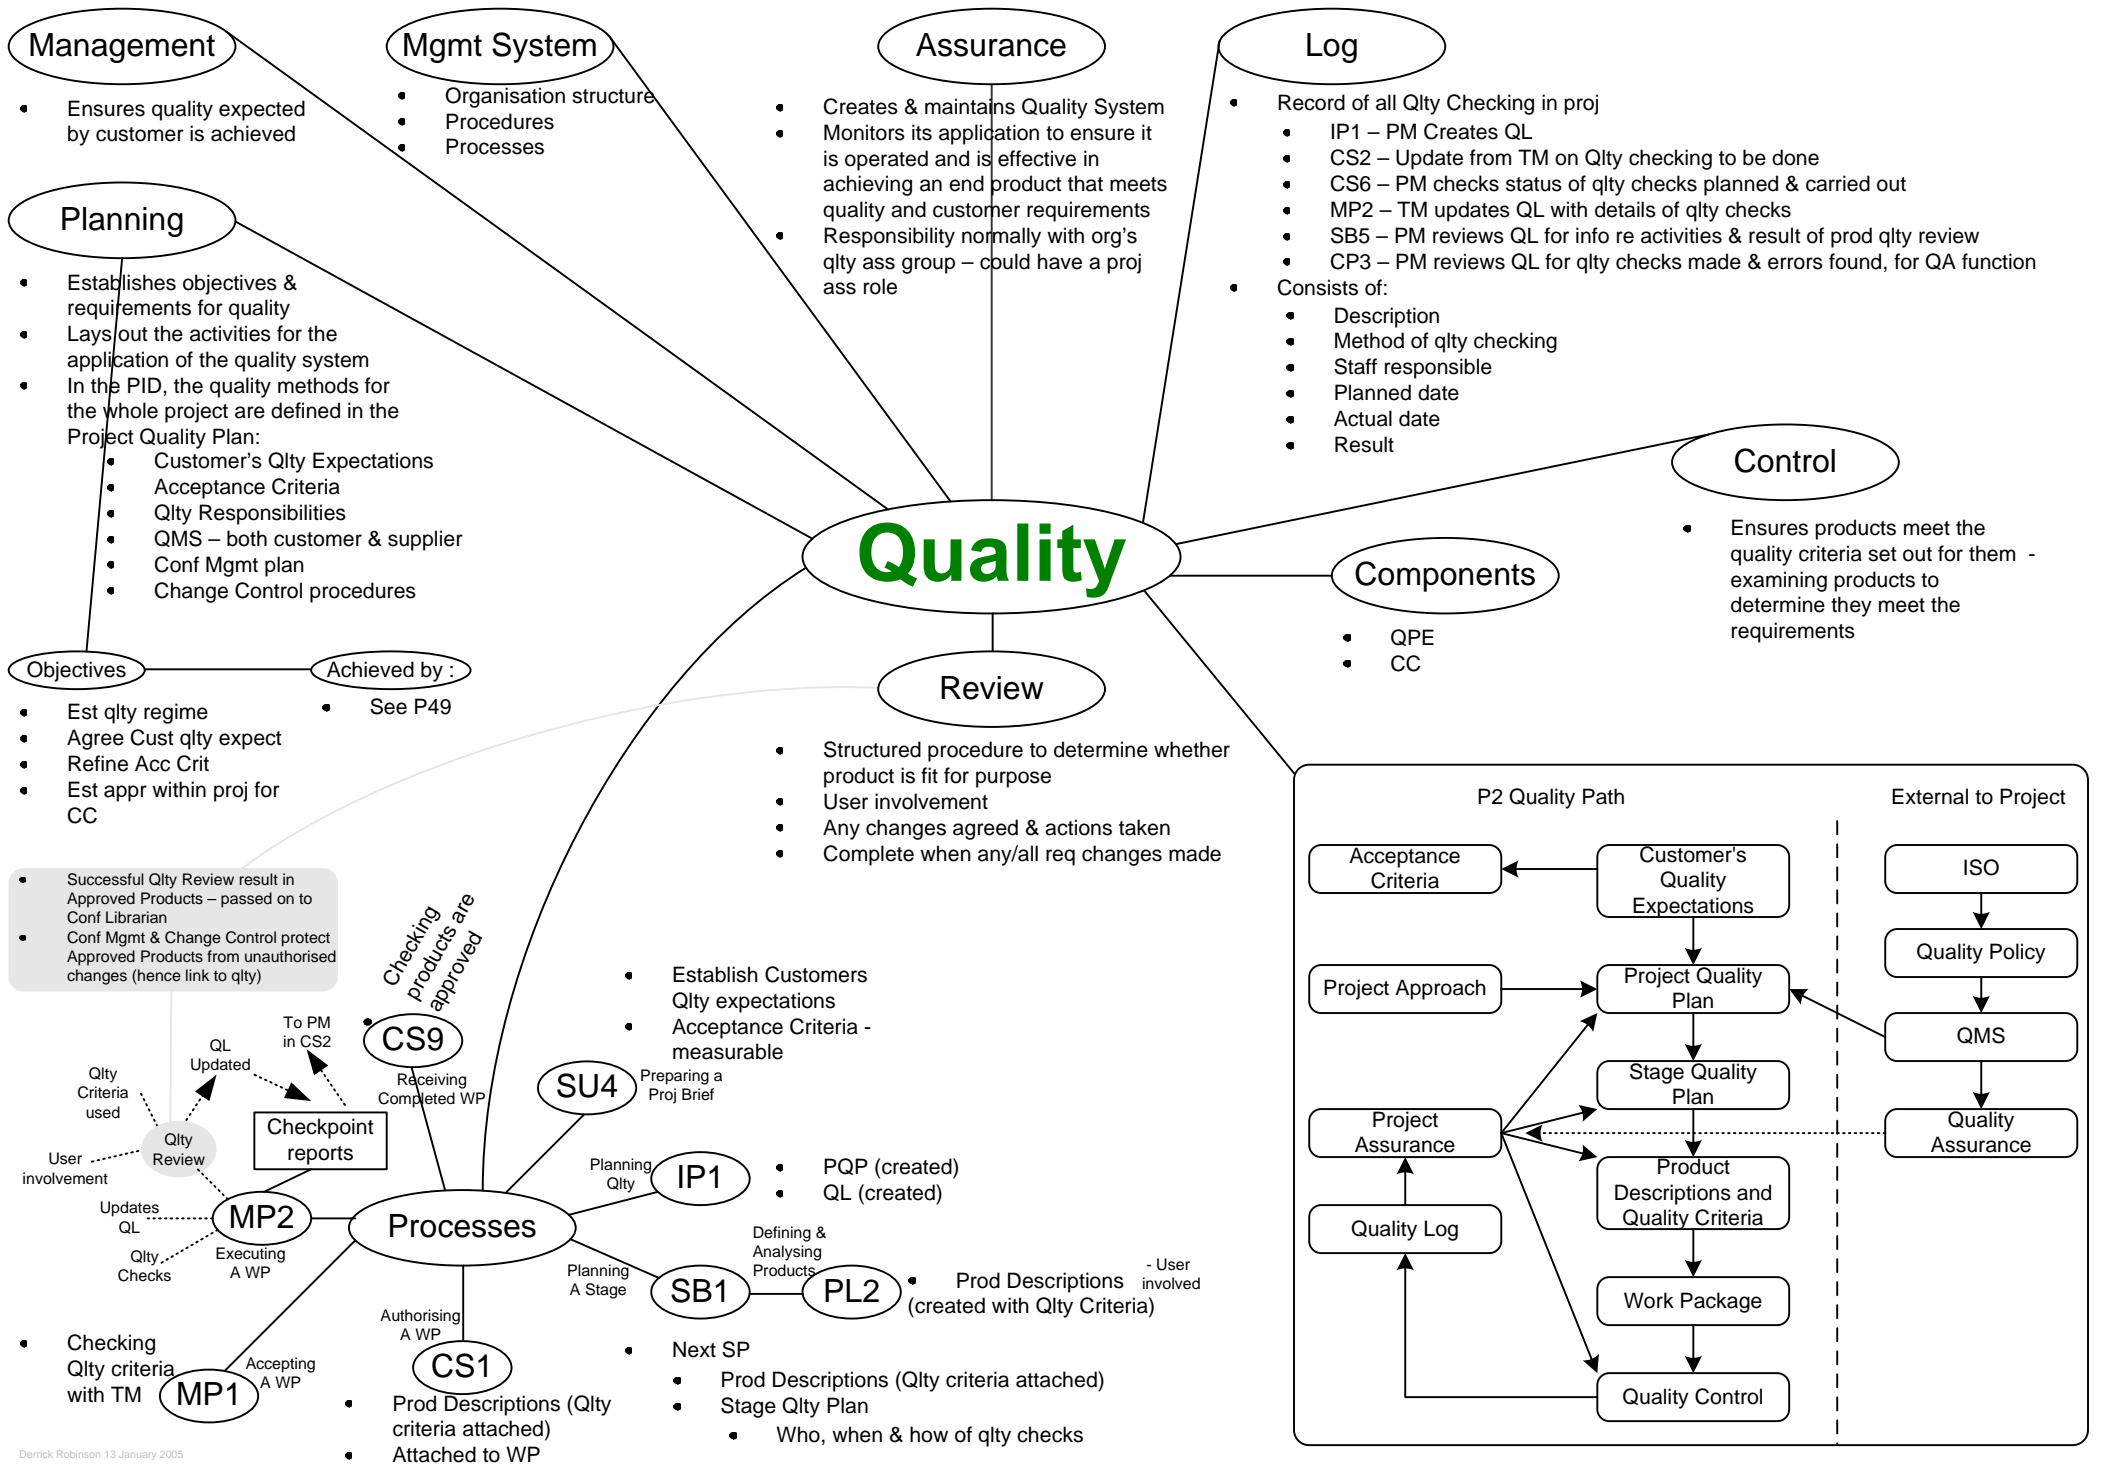 Management
Ensures quality expected
by customer is achieved
Mgmt System
Organisation structure
Procedures
Processes
Assurance
Creates & maintains Quality System
Monitors its application to ensure it
is operated and is effective in
achieving an end product that meets
quality and customer requirements
Responsibility normally with org's
qlty ass group – could have a proj
ass role
Log
Record of all Qlty Checking in proj
IP1 – PM Creates QL
CS2 – Update from TM on Qlty checking to be done
CS6 – PM checks status of qlty checks planned & carried out
MP2 – TM updates QL with details of qlty checks
SB5 – PM reviews QL for info re activities & result of prod qlty review
CP3 – PM reviews QL for qlty checks made & errors found, for QA function
Consists of:
Description
Method of qlty checking
Staff responsible
Planned date
Actual date
Result
Planning
Establishes objectives &
requirements for quality
Lays out the activities for the
application of the quality system
In the PID, the quality methods for
the whole project are defined in the
Project Quality Plan:
Customer's Qlty Expectations
Acceptance Criteria
Qlty Responsibilities
QMS – both customer & supplier
Conf Mgmt plan
Change Control procedures
Quality
Control
Ensures products meet the
quality criteria set out for them -
examining products to
determine they meet the
requirements
Components
QPE
CC
Objectives
Est qlty regime
Agree Cust qlty expect
Refine Acc Crit
Est appr within proj for
CC
Achieved by :
See P49
Review
Structured procedure to determine whether
product is fit for purpose
User involvement
Any changes agreed & actions taken
Complete when any/all req changes made
Successful Qlty Review result in
Approved Products – passed on to
Conf Librarian
Conf Mgmt & Change Control protect
Approved Products from unauthorised
changes (hence link to qlty)
Checking
products are
approved
CS9
Receiving
Completed WP
Establish Customers
Qlty expectations
Acceptance Criteria -
measurable
SU4
Preparing a
Proj Brief
To PM
in CS2
QL
Updated
Qlty
Criteria
used
Qlty
Review
User
involvement
Checkpoint
reports
Updates
QL
Qlty
Checks
MP2
Executing
A WP
Processes
Planning
Qlty
IP1
PQP (created)
QL (created)
Planning
A Stage
SB1
Defining &
Analysing
Products
PL2
Prod Descriptions
(created with Qlty Criteria)
- User
involved
Next SP
Prod Descriptions (Qlty criteria attached)
Stage Qlty Plan
Who, when & how of qlty checks
Authorising
A WP
CS1
Prod Descriptions (Qlty
criteria attached)
Attached to WP
Checking
Qlty criteria
with TM
MP1
Accepting
A WP
P2 Quality Path
External to Project
Acceptance
Criteria
Customer's
Quality
Expectations
ISO
Quality Policy
Project Approach
Project Quality
Plan
QMS
Stage Quality
Plan
Project
Assurance
Quality
Assurance
Product
Descriptions and
Quality Criteria
Quality Log
Work Package
Quality Control
Derrick Robinson 13 January 2005